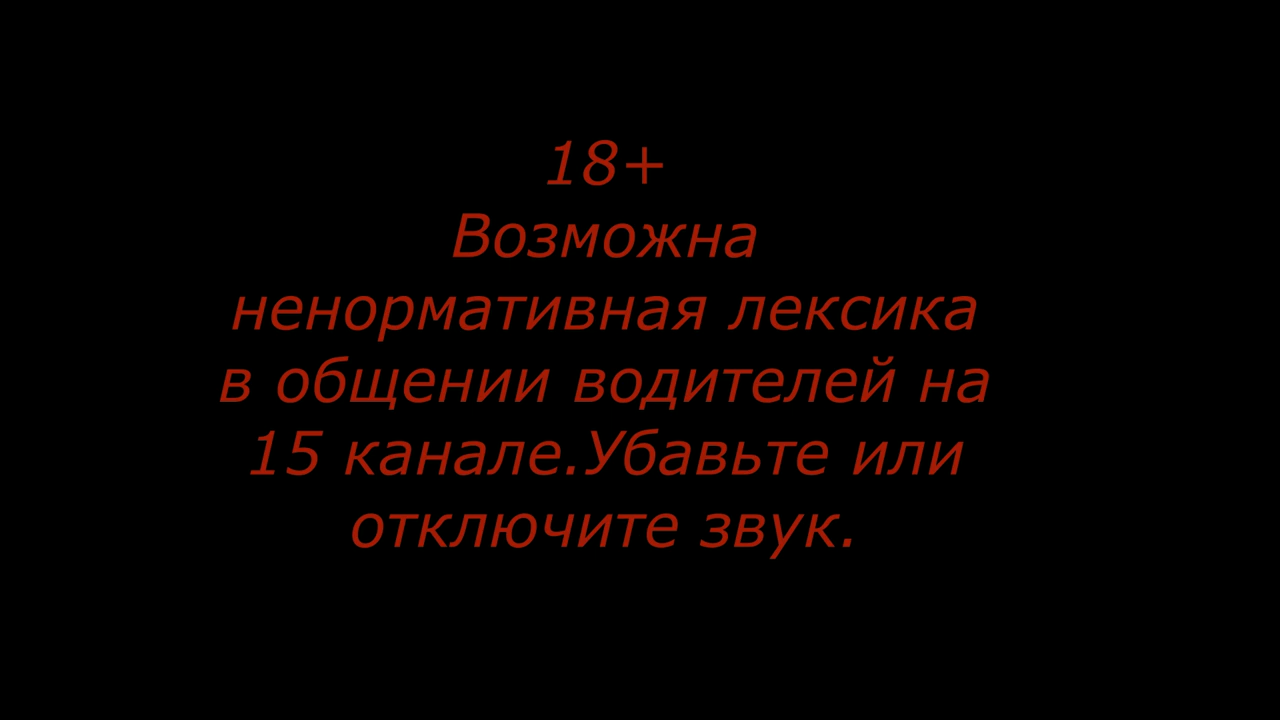 18+
Возможна
ненормативная лексика
в общении водителей на
15 канале.Убавьте или
отключите звук.